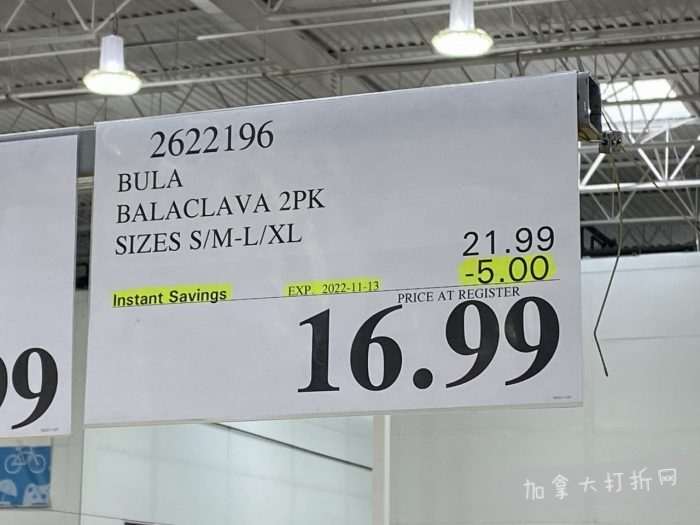 2622196
BULA
BALACLAVA 2PK
SIZES S/M-L/XL
21.99
-5.00
Instant Savings
EXP. 2022-11-13
PRICE AT REGISTER
16.99
99
加拿大打折网